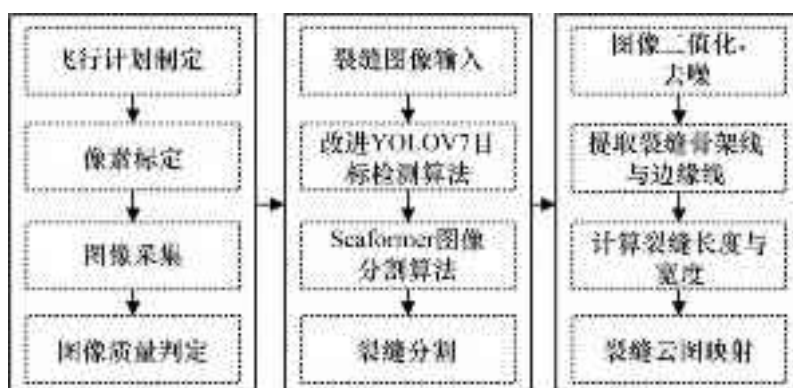 飞行计划制定
像素标定
图像采集
图像质量判定
裂缝图像输入
改进YOLOV7目
标检测算法
Seaformer图像
分割算法
裂缝分割
图像二值化,
去噪
提取裂缝骨架线
与边缘线
计算裂缝长度与
宽度
裂缝云图映射